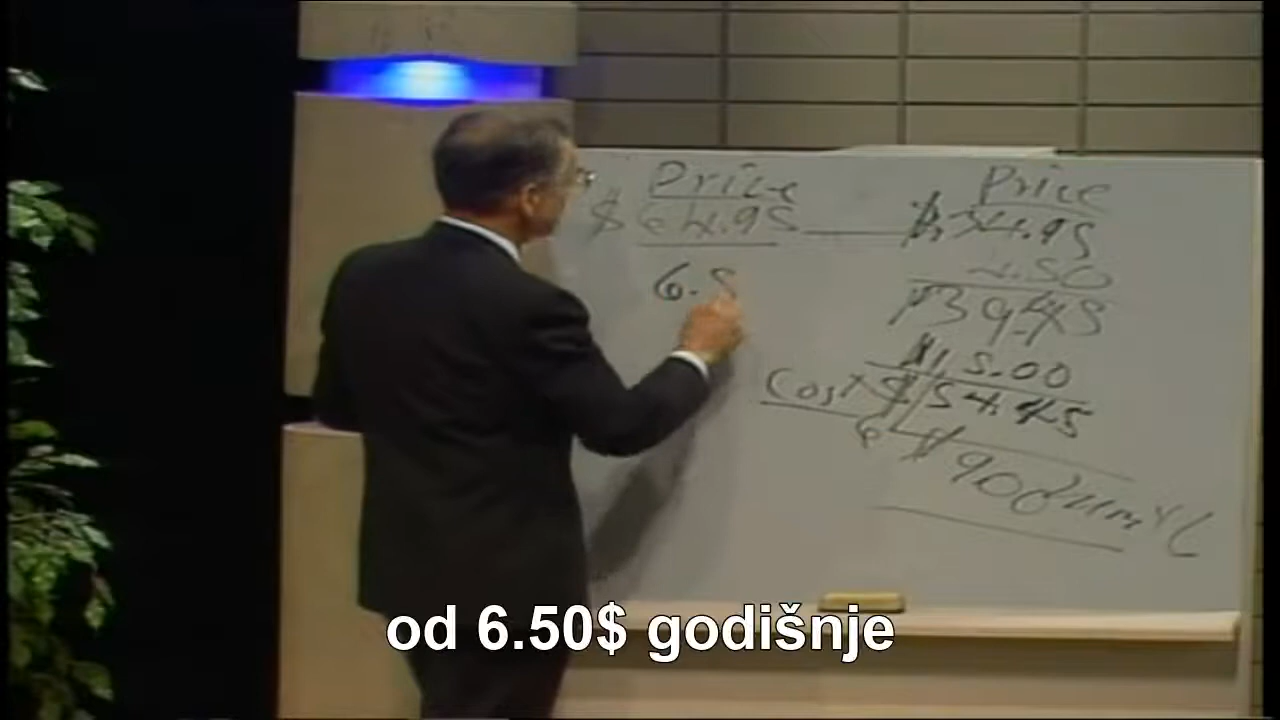 Price
$ 64.95
6.5
Price
$ 34.95
4.50
$39.45
$15.00
Cost $54.45
90
od 6.50$ godišnje